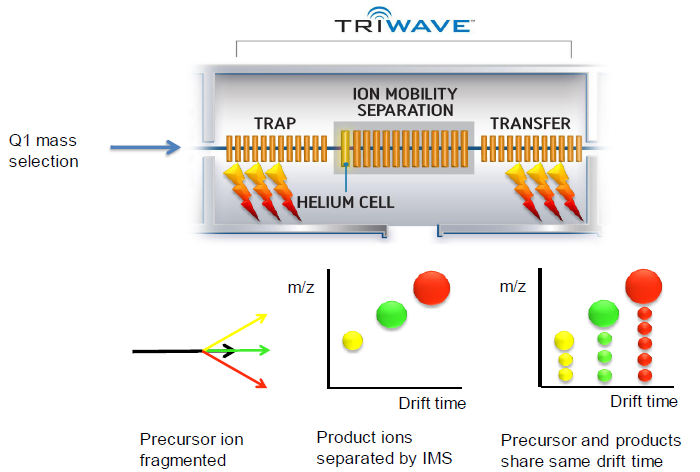 TRIWAVE™
ION MOBILITY
SEPARATION
TRAP
TRANSFER
Q1 mass
selection
HELIUM CELL
m/z
m/z
Drift time
Drift time
Precursor ion
fragmented
Product ions
separated by IMS
Precursor and products
share same drift time